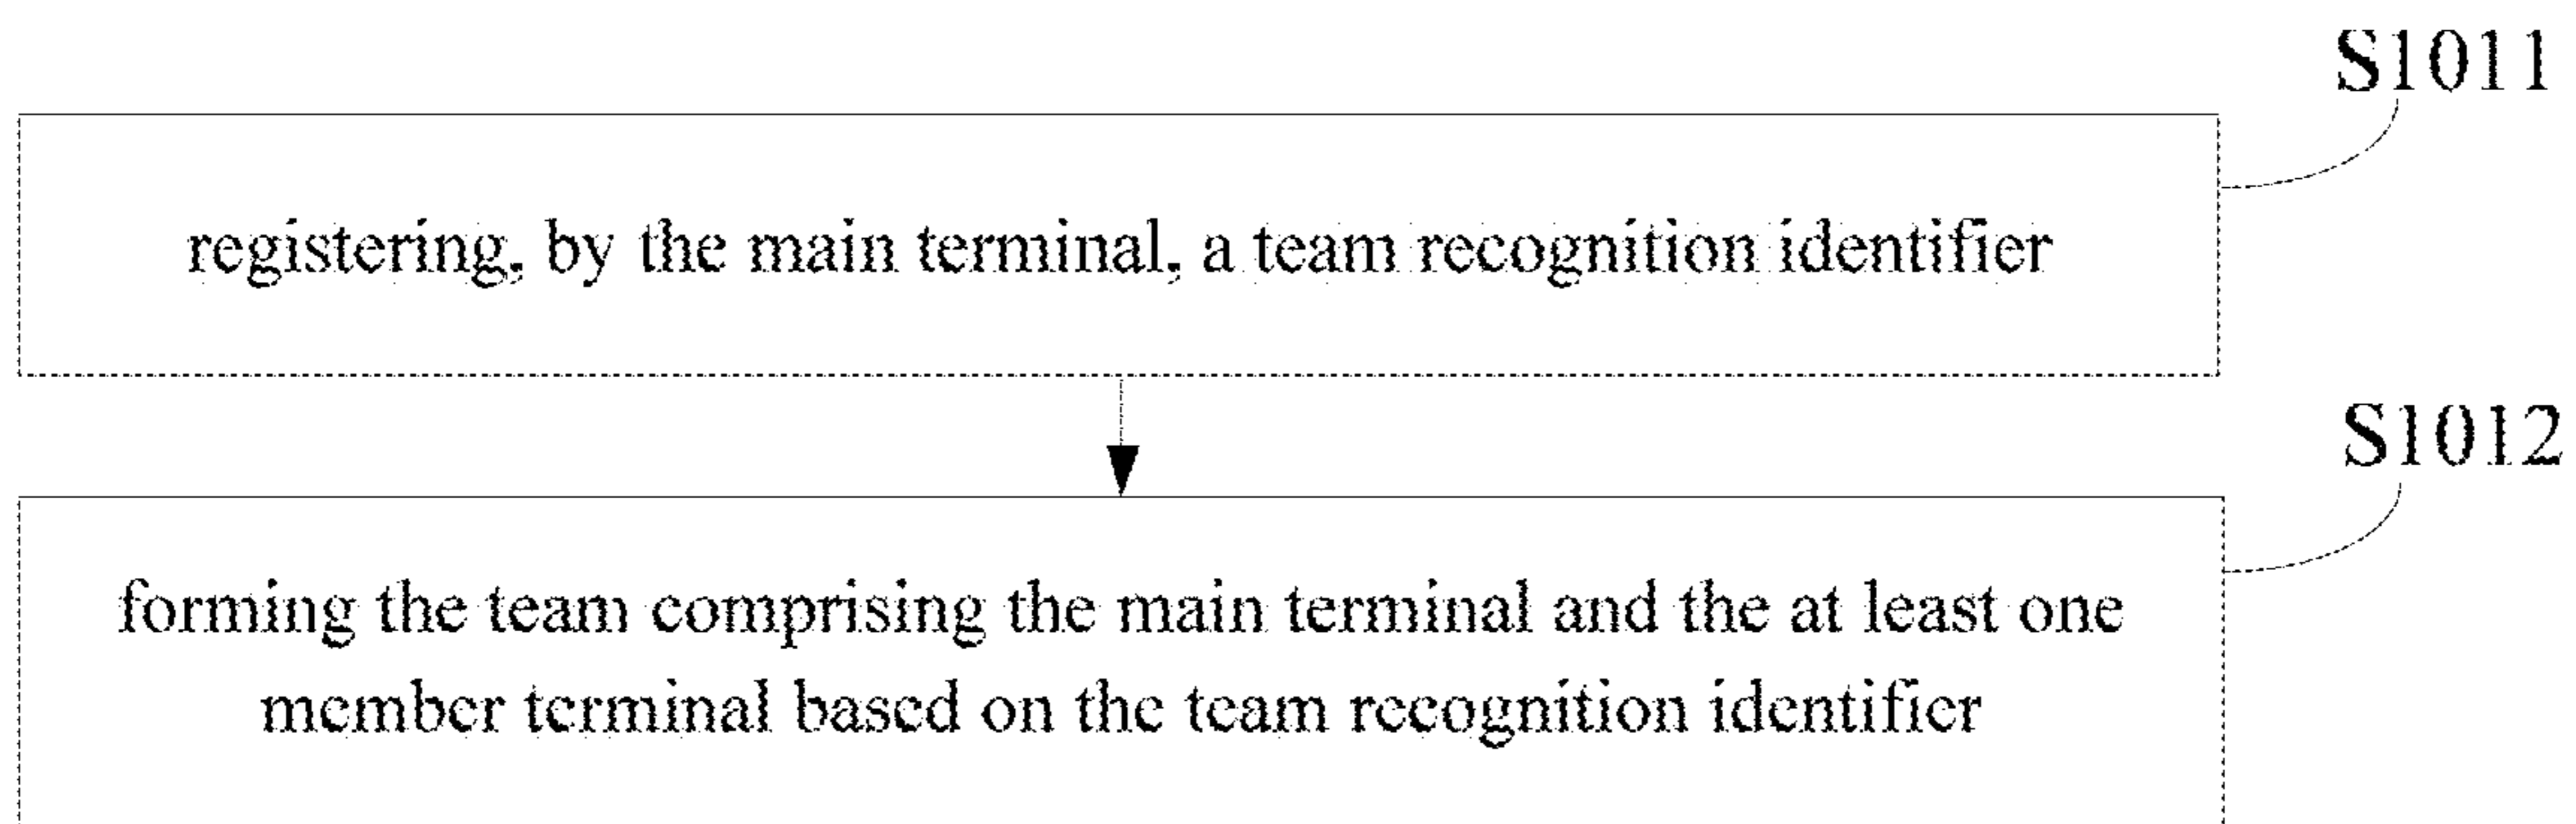 S1011
registering, by the main terminal, a team recognition identifier
S1012
forming the team comprising the main terminal and the at least one
member terminal based on the team recognition identifier